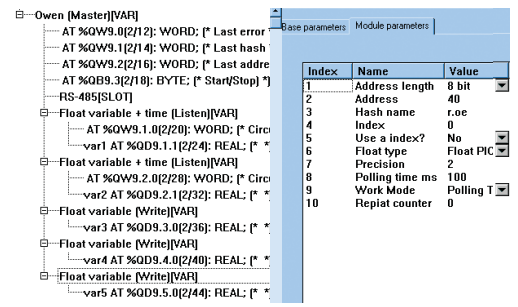 Owen (Master)[VAR]
AT %QW9.0(2/12): WORD; (* Last error
AT %QW9.1(2/14): WORD; (* Last hash
AT %QW9.2(2/16): WORD; (* Last addre
AT %QB9.3(2/18): BYTE; (* Start/Stop) *)
RS-485[SLOT]
Float variable + time (Listen)[VAR]
AT %QW9.1.0(2/20): WORD; (* Circ
var1 AT %QD9.1.1(2/24): REAL; (* *
Float variable + time (Listen)[VAR]
AT %QW9.2.0(2/28): WORD; (* Circ
var2 AT %QD9.2.1(2/32): REAL; (* *
Float variable (Write)[VAR]
var3 AT %QD9.3.0(2/36): REAL; (* *
Float variable (Write)[VAR]
var4 AT %QD9.4.0(2/40): REAL; (* *
Float variable (Write)[VAR]
var5 AT %QD9.5.0(2/44): REAL; (* *
Base parameters Module parameters
Index Name Value
1 Address length 8 bit
2 Address 40
3 Hash name r.oe
4 Index 0
5 Use a index? No
6 Float type Float PIC
7 Precision 2
8 Polling time ms 100
9 Work Mode Polling T
10 Repiat counter 0